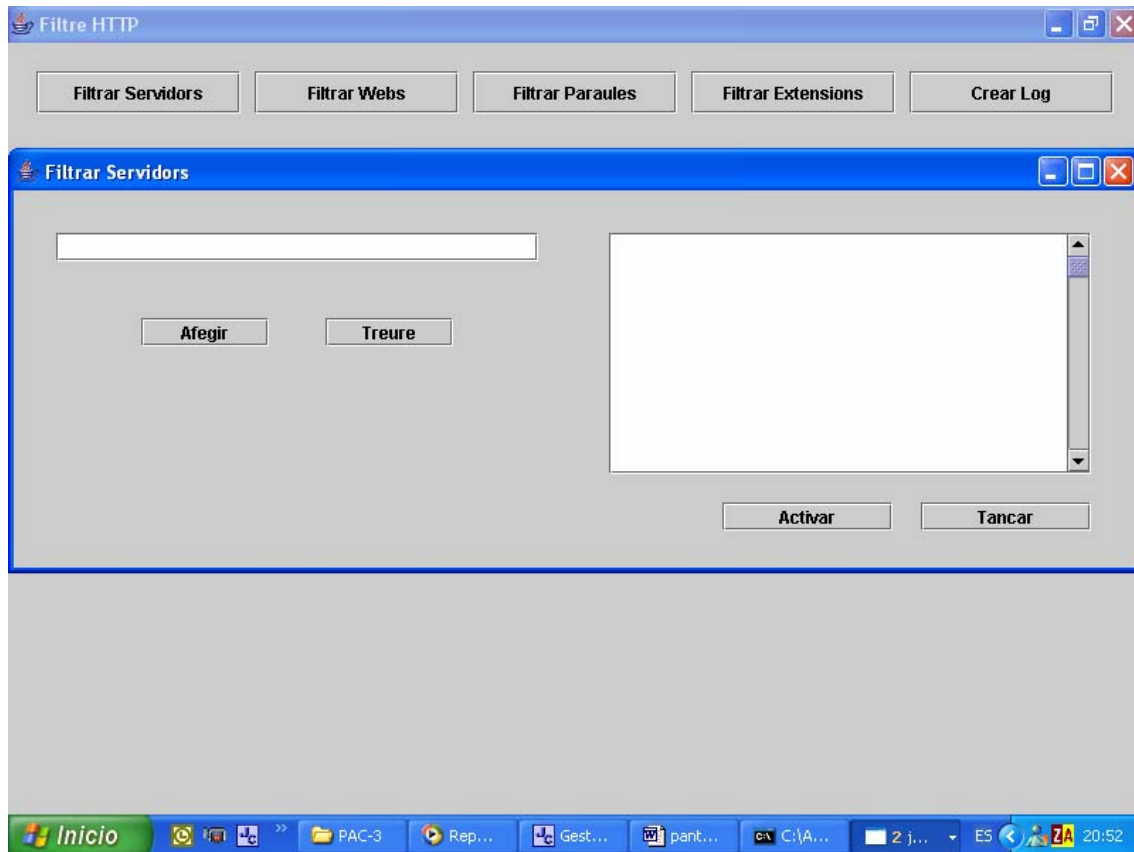 Filtre HTTP
Filtrar Servidors
Filtrar Webs
Filtrar Paraules
Filtrar Extensions
Crear Log
Filtrar Servidors
Afegir
Treure
Activar
Tancar
Inicio
PAC-3
Rep...
Gest...
pant...
C:\A...
2 j...
ES
ZA
20:52